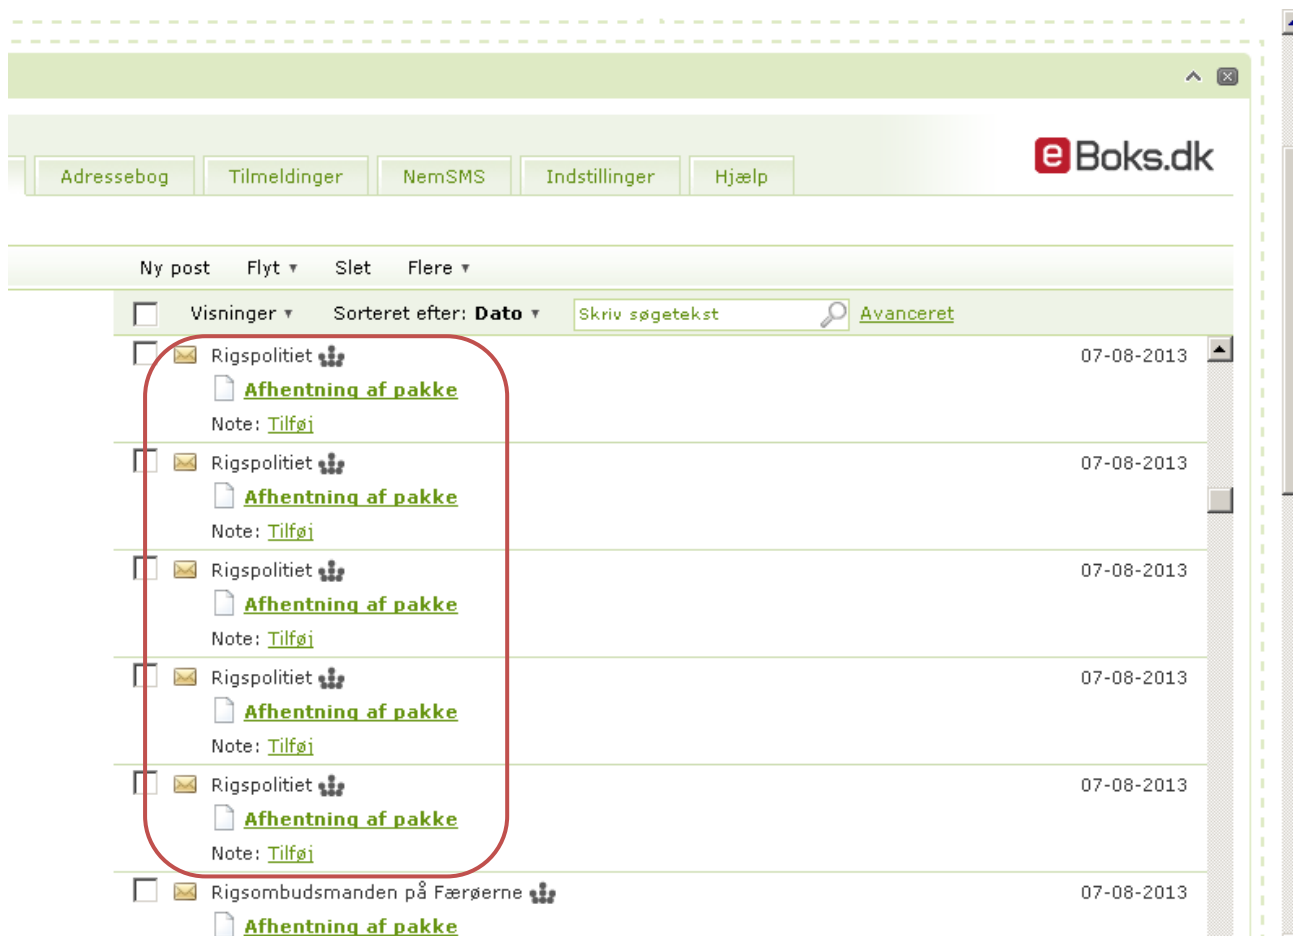 e Boks.dk
Adressebog Tilmeldinger NemSMS Indstillinger Hjælp
Ny post Flyt Slet Flere
Visninger Sorteret efter: Dato Skriv søgetekst Avanceret
Rigspolitiet 07-08-2013
Afhentning af pakke
Note: Tilføj
Rigspolitiet 07-08-2013
Afhentning af pakke
Note: Tilføj
Rigspolitiet 07-08-2013
Afhentning af pakke
Note: Tilføj
Rigspolitiet 07-08-2013
Afhentning af pakke
Note: Tilføj
Rigspolitiet 07-08-2013
Afhentning af pakke
Note: Tilføj
Rigsombudsmanden på Færøerne 07-08-2013
Afhentning af pakke